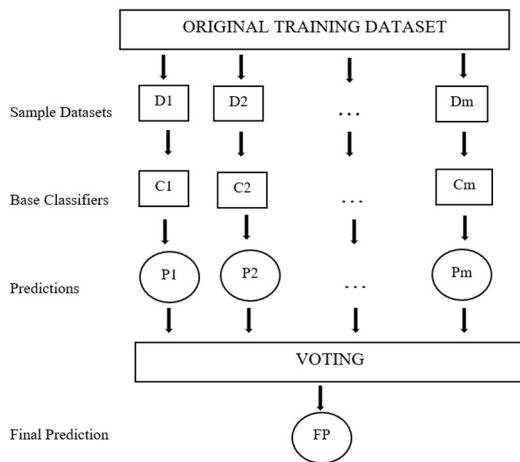 ORIGINAL TRAINING DATASET
Sample Datasets D1 D2 ... Dm
Base Classifiers C1 C2 ... Cm
Predictions P1 P2 ... Pm
VOTING
Final Prediction FP